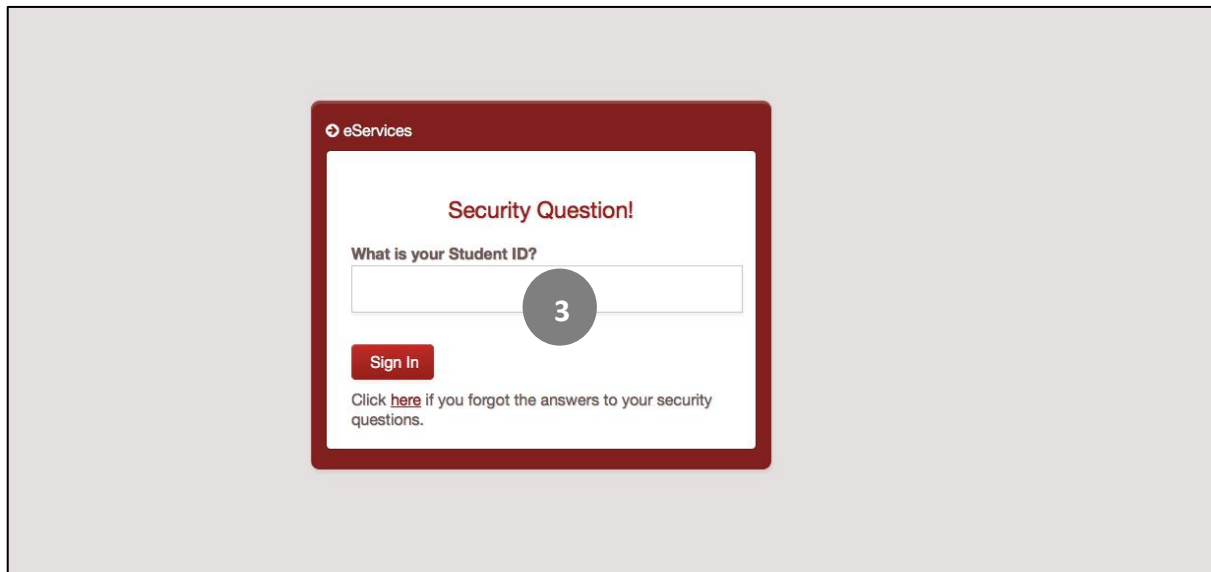 eServices
Security Question!
What is your Student ID?
3
Sign In
Click here if you forgot the answers to your security
questions.